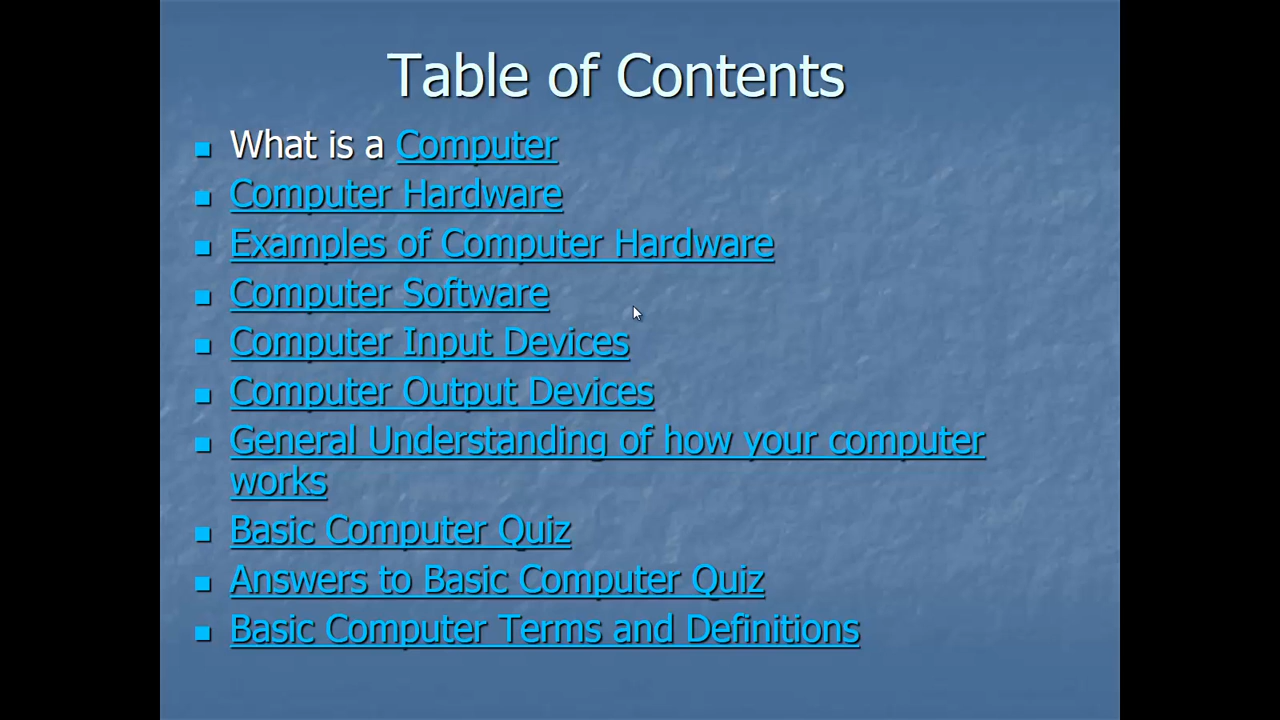 Table of Contents
What is a Computer
Computer Hardware
Examples of Computer Hardware
Computer Software
Computer Input Devices
Computer Output Devices
General Understanding of how your computer
works
Basic Computer Quiz
Answers to Basic Computer Quiz
Basic Computer Terms and Definitions